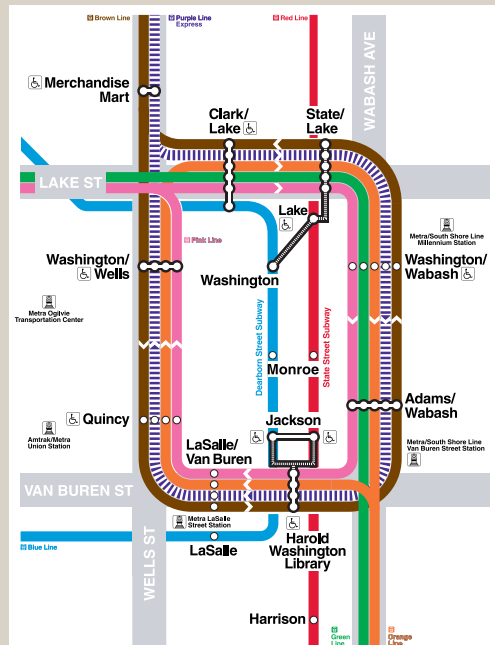 Brown Line
Purple Line
Express
Red Line
WABASH AVE
Merchandise
Mart
Clark/
Lake
State/
Lake
LAKE ST
Lake
Metra/South Shore Line
Millennium Station
Pink Line
Washington/
Wells
Washington
Washington/
Wabash
Metra Ogilvie
Transportation Center
Dearborn Street Subway
State Street Subway
Monroe
Adams/
Wabash
Quincy
Jackson
Amtrak/Metra
Union Station
LaSalle/
Van Buren
Metra/South Shore Line
Van Buren Street Station
VAN BUREN ST
Metra LaSalle
Street Station
WELLS ST
Blue Line
LaSalle
Harold
Washington
Library
Harrison
Green
Line
Orange
Line